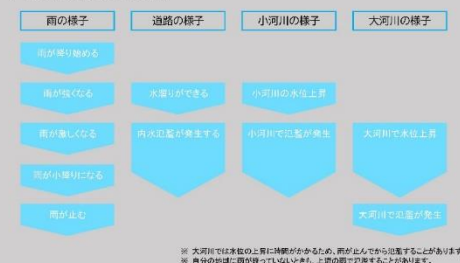 雨の様子 道路の様子 小河川の様子 大河川の様子
雨が降り始める
雨が強くなる 水溜りができる 小河川の水位上昇
雨が激しくなる 内水氾濫が発生する 小河川で氾濫が発生 大河川で水位上昇
雨が小降りになる
雨が止む 大河川で氾濫が発生
※ 大河川では水位の上昇に時間がかかるため、雨が止んでから氾濫することがあります
※ 自分の地域に雨が降っていないときも、上流の雨で氾濫することがあります。